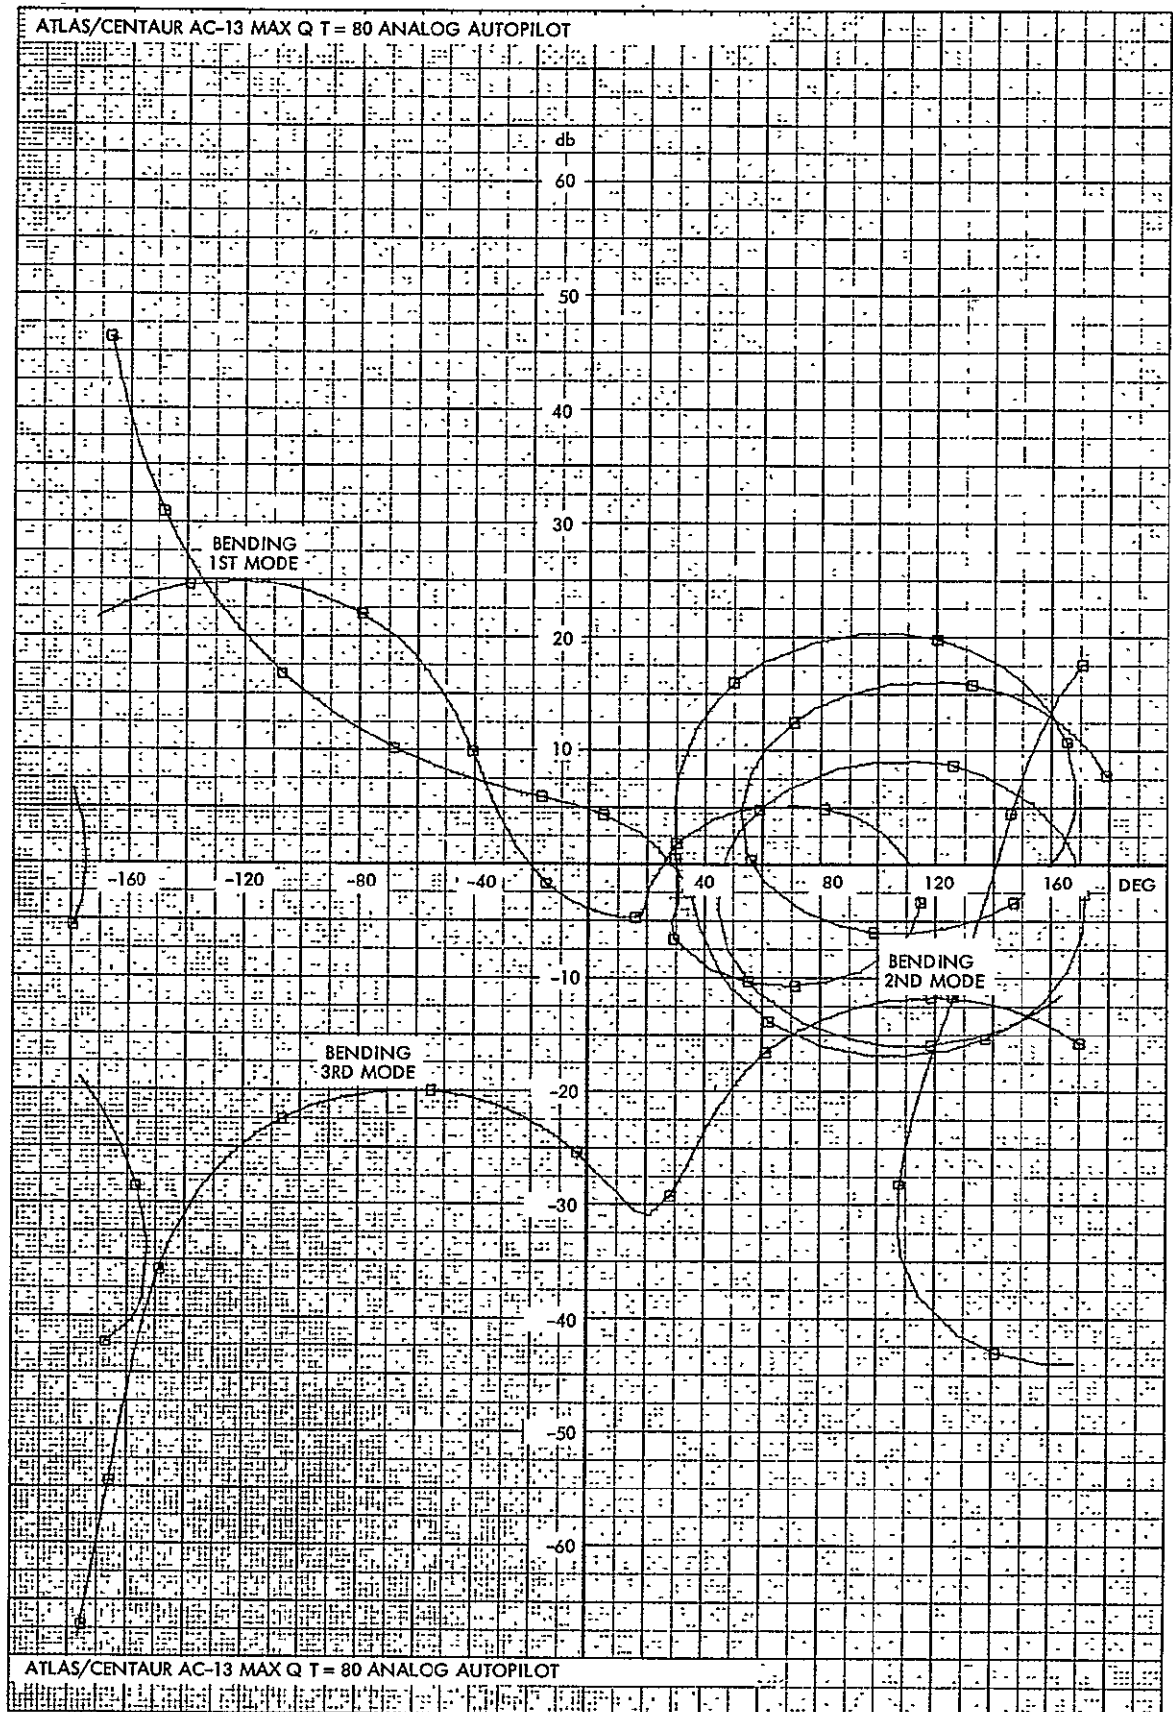 ATLAS/CENTAUR AC-13 MAX Q T = 80 ANALOG AUTOPILOT
db
60
50
40
30
BENDING
1ST MODE
20
10
-160 -120 -80 -40 40 80 120 160 DEG
BENDING
2ND MODE
-10
BENDING
3RD MODE
-20
-30
-40
-50
-60
ATLAS/CENTAUR AC-13 MAX Q T = 80 ANALOG AUTOPILOT